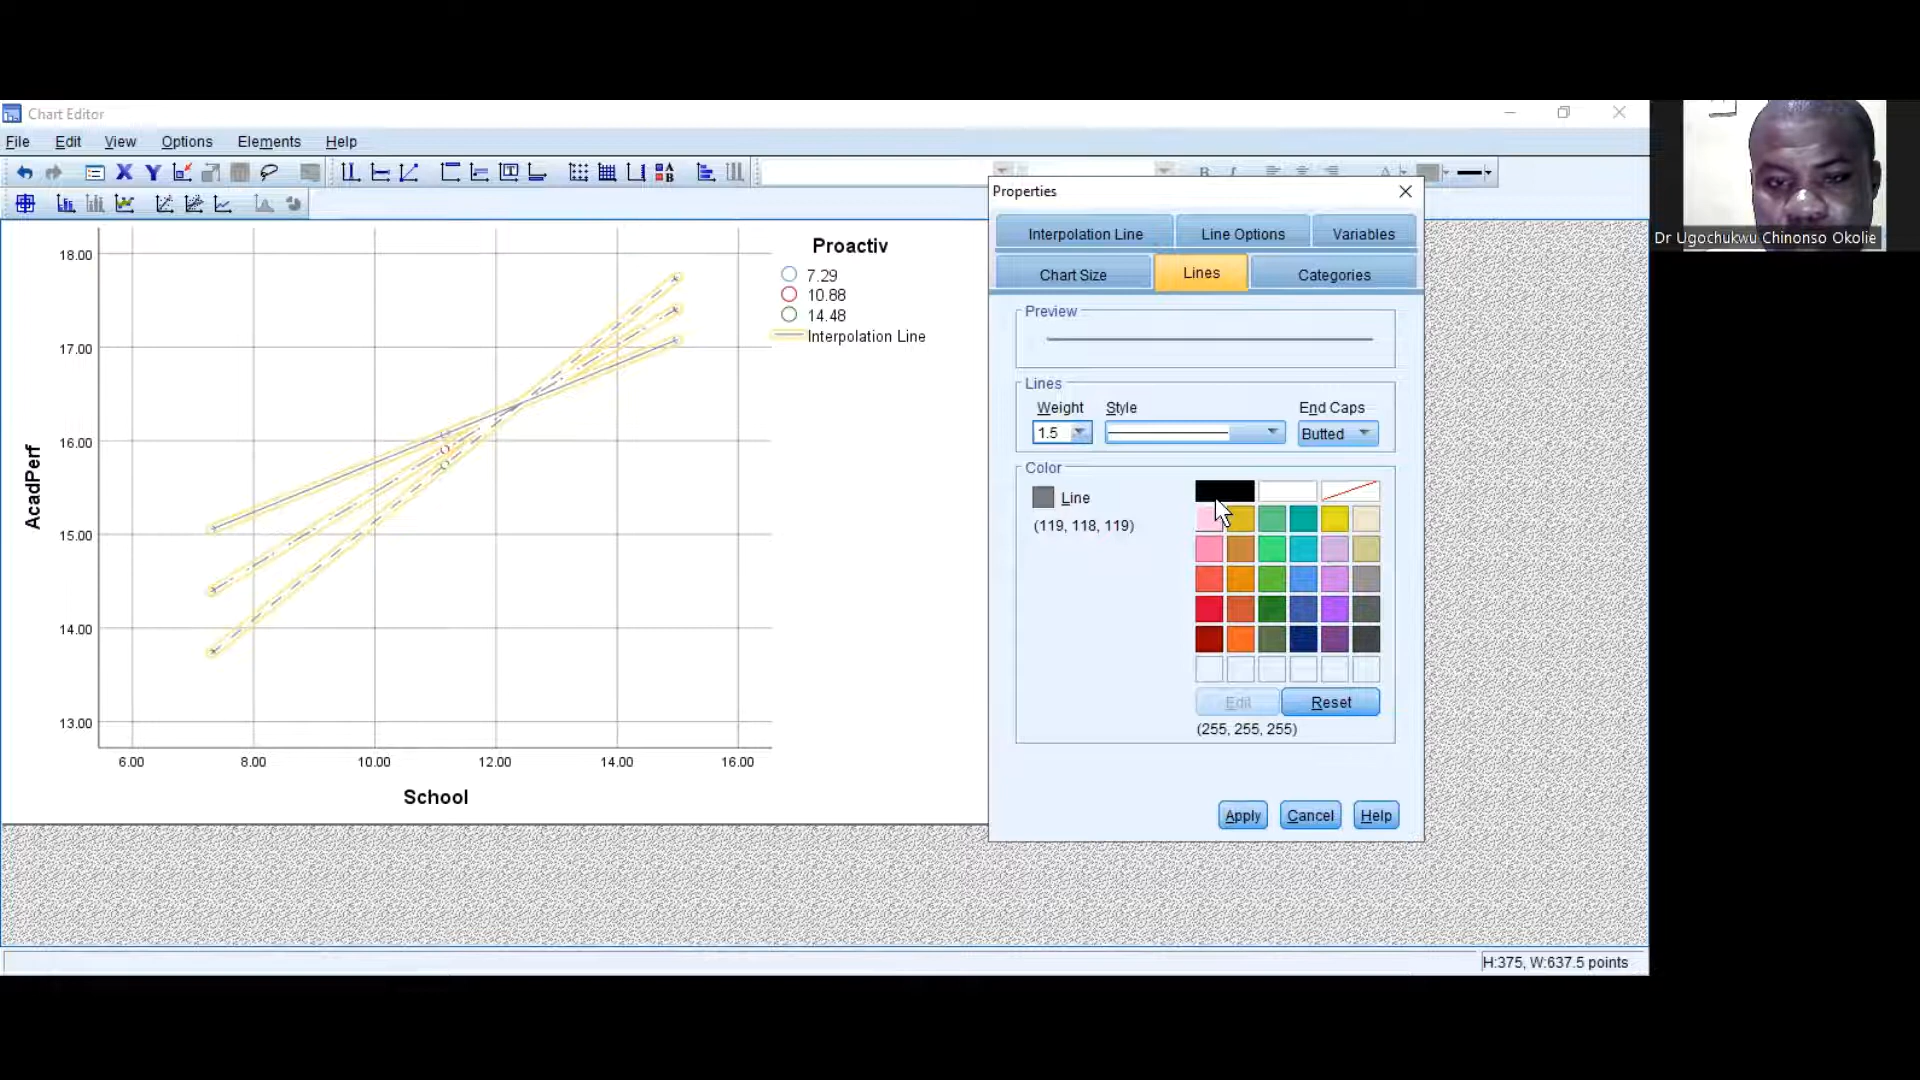 Chart Editor
File Edit View Options Elements Help
Properties
Interpolation Line Line Options Variables
Chart Size Lines Categories
Preview
Lines
Weight Style End Caps
1.5 Butted
Color
Line
(119, 118, 119)
Edit Reset
(255, 255, 255)
Apply Cancel Help
Proactiv
7.29
10.88
14.48
Interpolation Line
18.00
17.00
16.00
15.00
14.00
13.00
AcadPerf
6.00 8.00 10.00 12.00 14.00 16.00
School
H:375, W:637.5 points
Dr Ugochukwu Chinonso Okolie